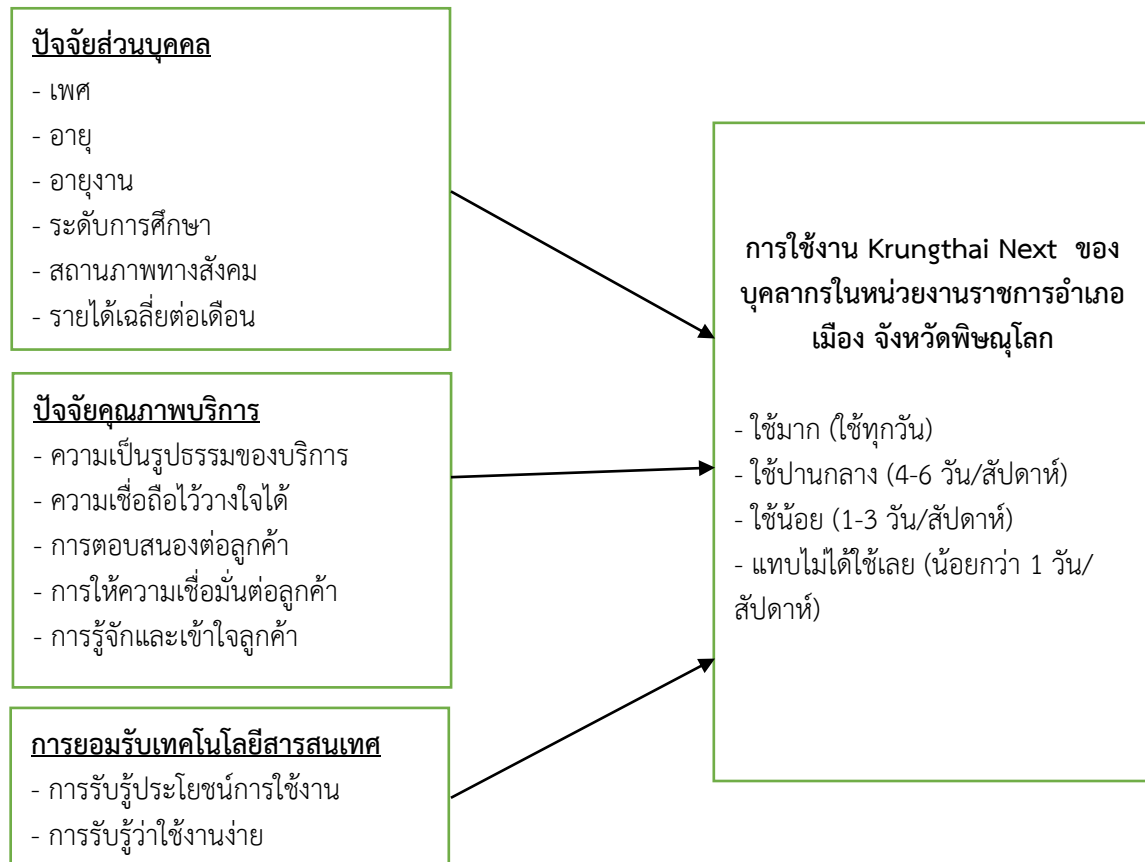 ปัจจัยส่วนบุคคล
- เพศ
- อายุ
- อายุงาน
- ระดับการศึกษา
- สถานภาพทางสังคม
- รายได้เฉลี่ยต่อเดือน
ปัจจัยคุณภาพบริการ
- ความเป็นรูปธรรมของบริการ
- ความเชื่อถือไว้วางใจได้
- การตอบสนองต่อลูกค้า
- การให้ความเชื่อมั่นต่อลูกค้า
- การรู้จักและเข้าใจลูกค้า
การยอมรับเทคโนโลยีสารสนเทศ
- การรับรู้ประโยชน์การใช้งาน
- การรับรู้ว่าใช้งานง่าย
การใช้งาน Krungthai Next ของ
บุคลากรในหน่วยงานราชการอำเภอ
เมือง จังหวัดพิษณุโลก
- ใช้มาก (ใช้ทุกวัน)
- ใช้ปานกลาง (4-6 วัน/สัปดาห์)
- ใช้น้อย (1-3 วัน/สัปดาห์)
- แทบไม่ได้ใช้เลย (น้อยกว่า 1 วัน/
สัปดาห์)